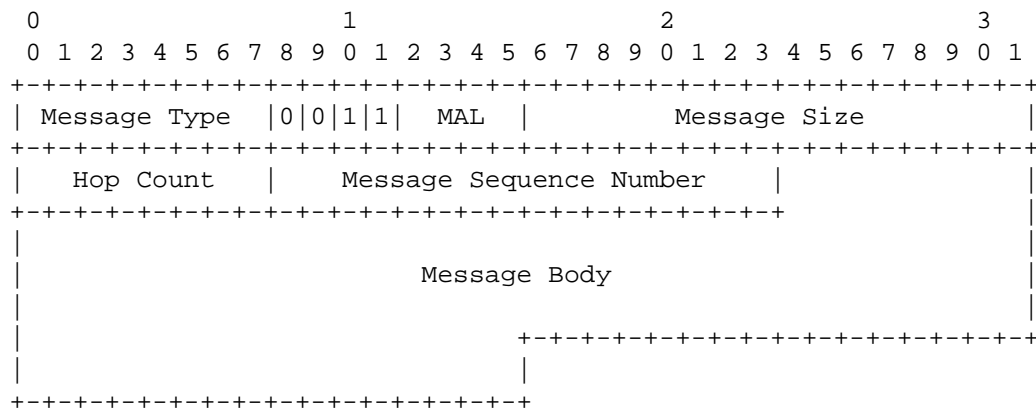 0 1 2 3
0 1 2 3 4 5 6 7 8 9 0 1 2 3 4 5 6 7 8 9 0 1 2 3 4 5 6 7 8 9 0 1
+-+-+-+-+-+-+-+-+-+-+-+-+-+-+-+-+-+-+-+-+-+-+-+-+-+-+-+-+-+-+-+-+
| Message Type |0|0|1|1| MAL | Message Size |
+-+-+-+-+-+-+-+-+-+-+-+-+-+-+-+-+-+-+-+-+-+-+-+-+-+-+-+-+-+-+-+-+
| Hop Count | Message Sequence Number | |
+-+-+-+-+-+-+-+-+-+-+-+-+-+-+-+-+-+-+-+-+-+-+-+-+ |
| |
| Message Body |
| |
| +-+-+-+-+-+-+-+-+-+-+-+-+-+-+-+-+
| |
+-+-+-+-+-+-+-+-+-+-+-+-+-+-+-+-+